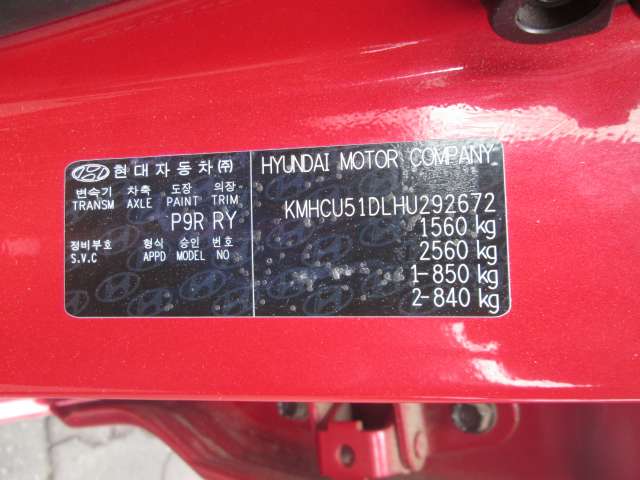 현대자동차㈜
변속기 차축 도장 의장
TRANSM AXLE PAINT TRIM
P9R RY
정비부호 형식 승인 번호
S.V.C APPD MODEL NO
HYUNDAI MOTOR COMPANY
KMHCU51DLHU292672
1560 kg
2560 kg
1-850 kg
2-840 kg